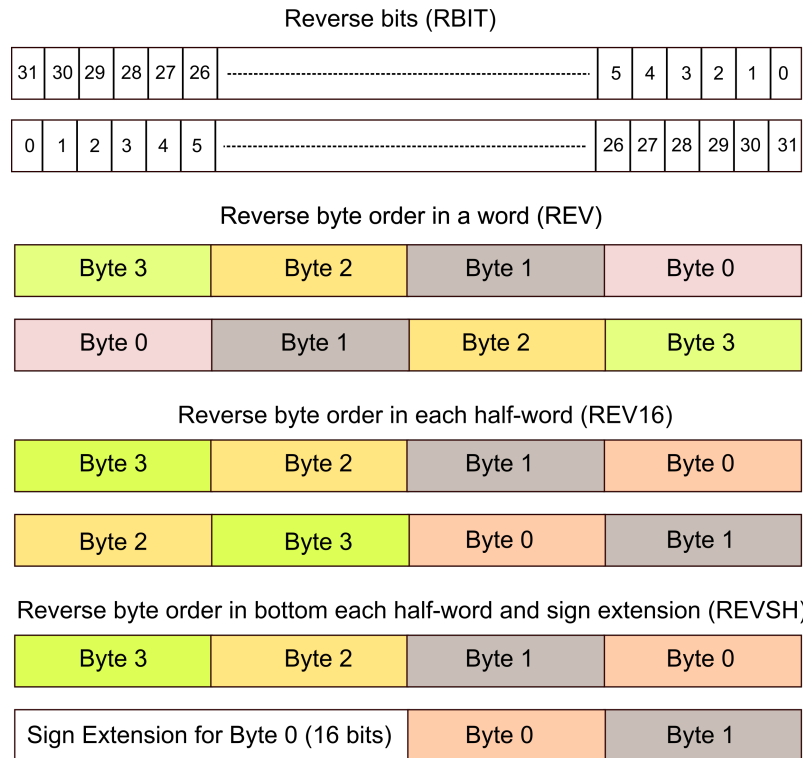 Reverse bits (RBIT)
31 30 29 28 27 26 5 4 3 2 1 0
0 1 2 3 4 5 26 27 28 29 30 31
Reverse byte order in a word (REV)
Byte 3 Byte 2 Byte 1 Byte 0
Byte 0 Byte 1 Byte 2 Byte 3
Reverse byte order in each half-word (REV16)
Byte 3 Byte 2 Byte 1 Byte 0
Byte 2 Byte 3 Byte 0 Byte 1
Reverse byte order in bottom each half-word and sign extension (REVSH)
Byte 3 Byte 2 Byte 1 Byte 0
Sign Extension for Byte 0 (16 bits) Byte 0 Byte 1